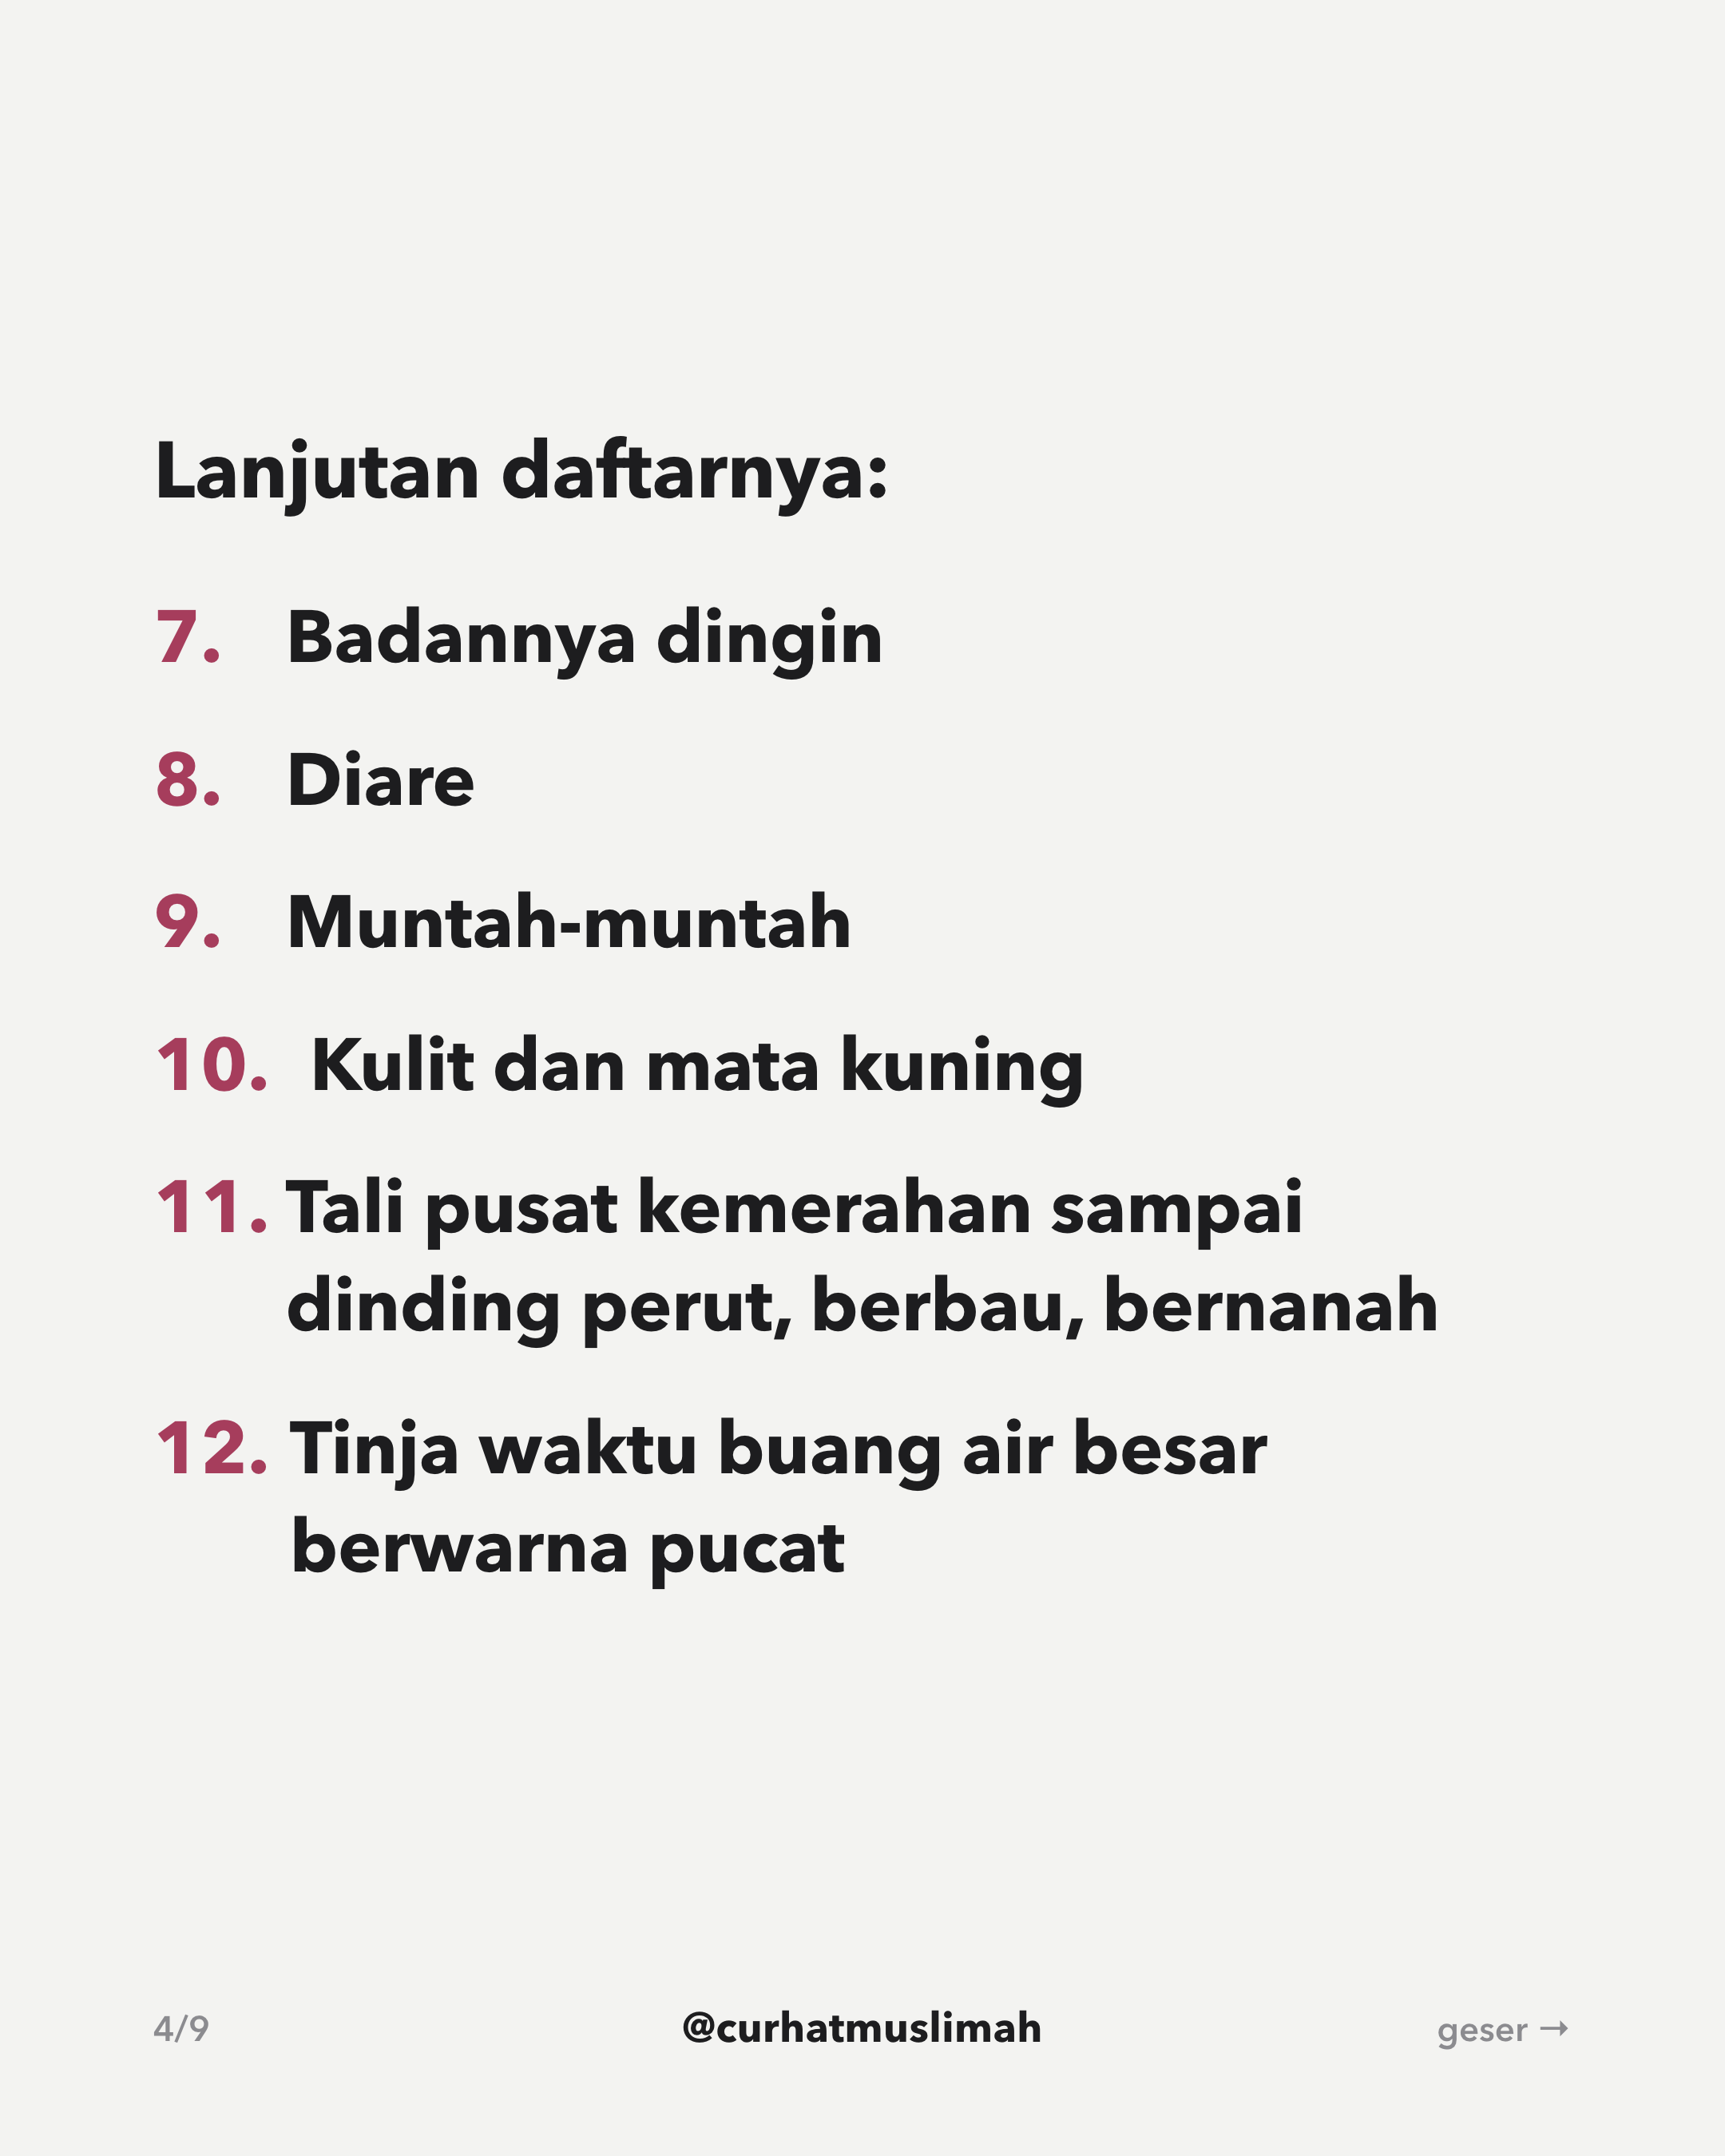 Lanjutan daftarnya:
7. Badannya dingin
8. Diare
9. Muntah-muntah
10. Kulit dan mata kuning
11. Tali pusat kemerahan sampai
dinding perut, berbau, bernanah
12. Tinja waktu buang air besar
berwarna pucat
4/9
@curhatmuslimah
geser →